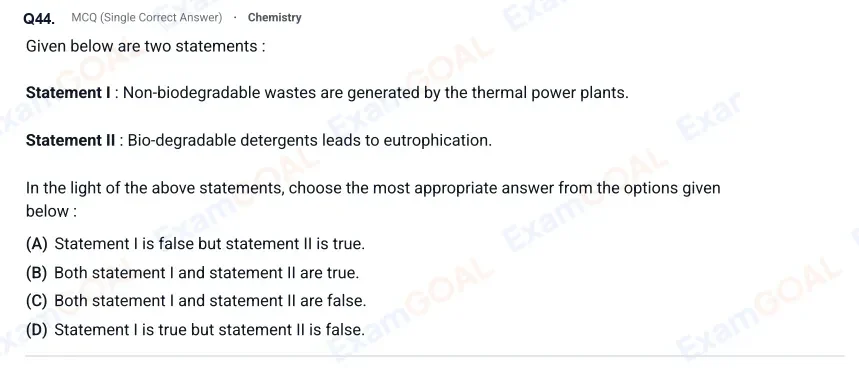 Q44. MCQ (Single Correct Answer) · Chemistry
Given below are two statements :
Statement I : Non-biodegradable wastes are generated by the thermal power plants.
Statement II : Bio-degradable detergents leads to eutrophication.
In the light of the above statements, choose the most appropriate answer from the options given
below :
(A) Statement I is false but statement II is true.
(B) Both statement I and statement II are true.
(C) Both statement I and statement II are false.
(D) Statement I is true but statement II is false.